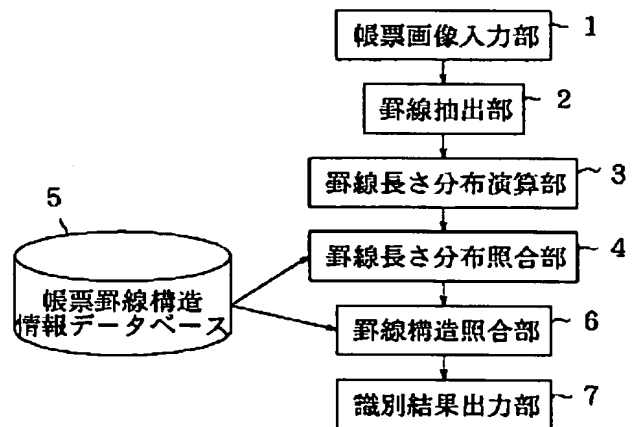 帳票画像入力部 1
罫線抽出部 2
罫線長さ分布演算部 3
5
罫線長さ分布照合部 4
帳票罫線構造
情報データベース
罫線構造照合部 6
識別結果出力部 7